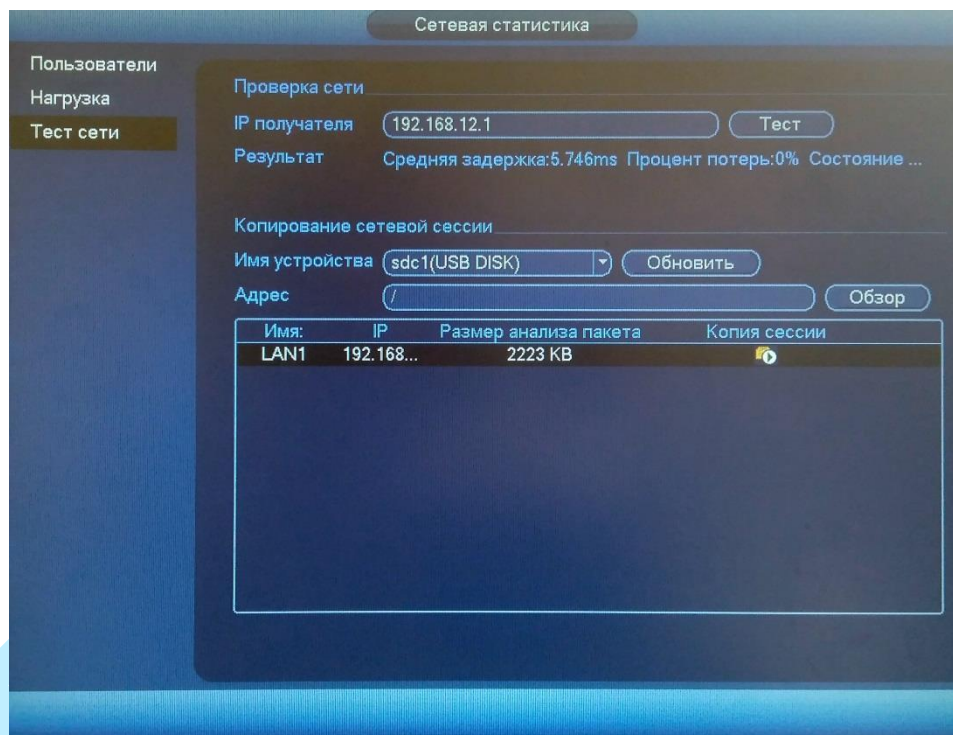 Сетевая статистика
Пользователи
Нагрузка
Тест сети
Проверка сети
IP получателя 192.168.12.1 Тест
Результат Средняя задержка:5.746ms Процент потерь:0% Состояние ...
Копирование сетевой сессии
Имя устройства sdc1(USB DISK) Обновить
Адрес / Обзор
Имя: IP Размер анализа пакета Копия сессии
LAN1 192.168... 2223 KB